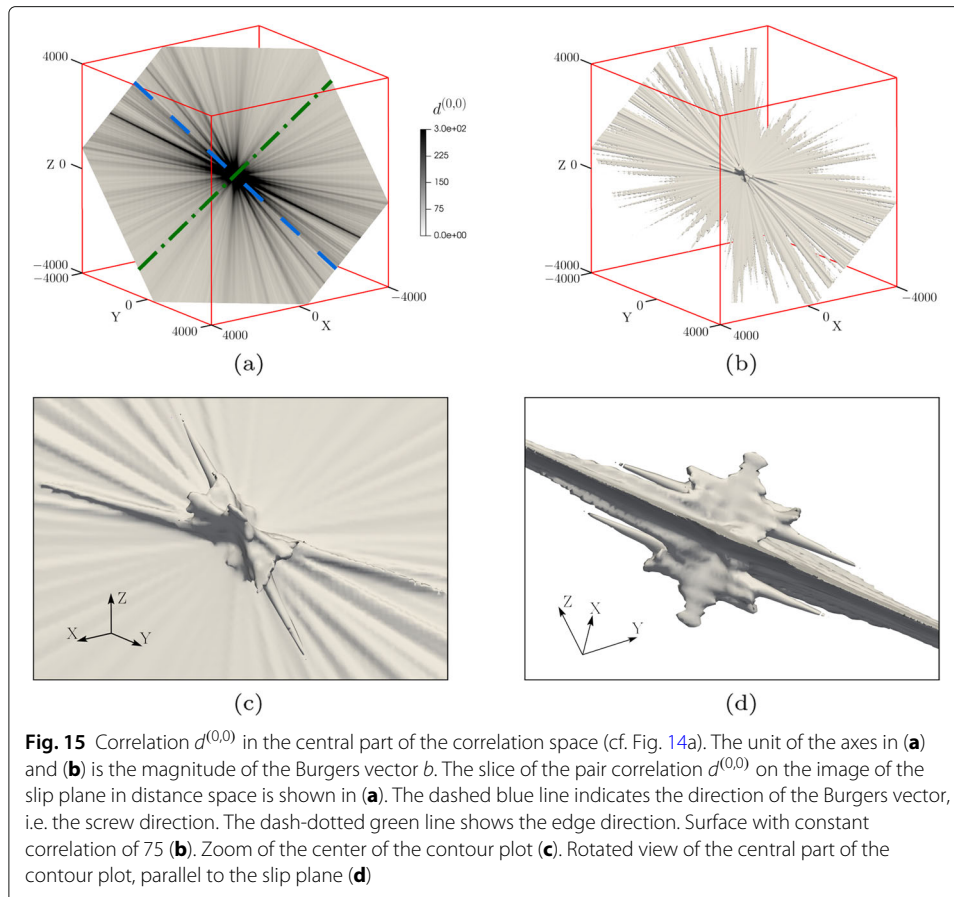 4000
Z 0
−4000
−4000
0
Y
4000
4000
0
X
−4000
d^(0,0)
3.0e+02
225
150
75
0.0e+00
(a)
4000
Z 0
−4000
−4000
0
Y
4000
4000
0
X
−4000
(b)
Z
X
Y
(c)
Z
X
Y
(d)
Fig. 15 Correlation d^(0,0) in the central part of the correlation space (cf. Fig. 14a). The unit of the axes in (a)
and (b) is the magnitude of the Burgers vector b. The slice of the pair correlation d^(0,0) on the image of the
slip plane in distance space is shown in (a). The dashed blue line indicates the direction of the Burgers vector,
i.e. the screw direction. The dash-dotted green line shows the edge direction. Surface with constant
correlation of 75 (b). Zoom of the center of the contour plot (c). Rotated view of the central part of the
contour plot, parallel to the slip plane (d)